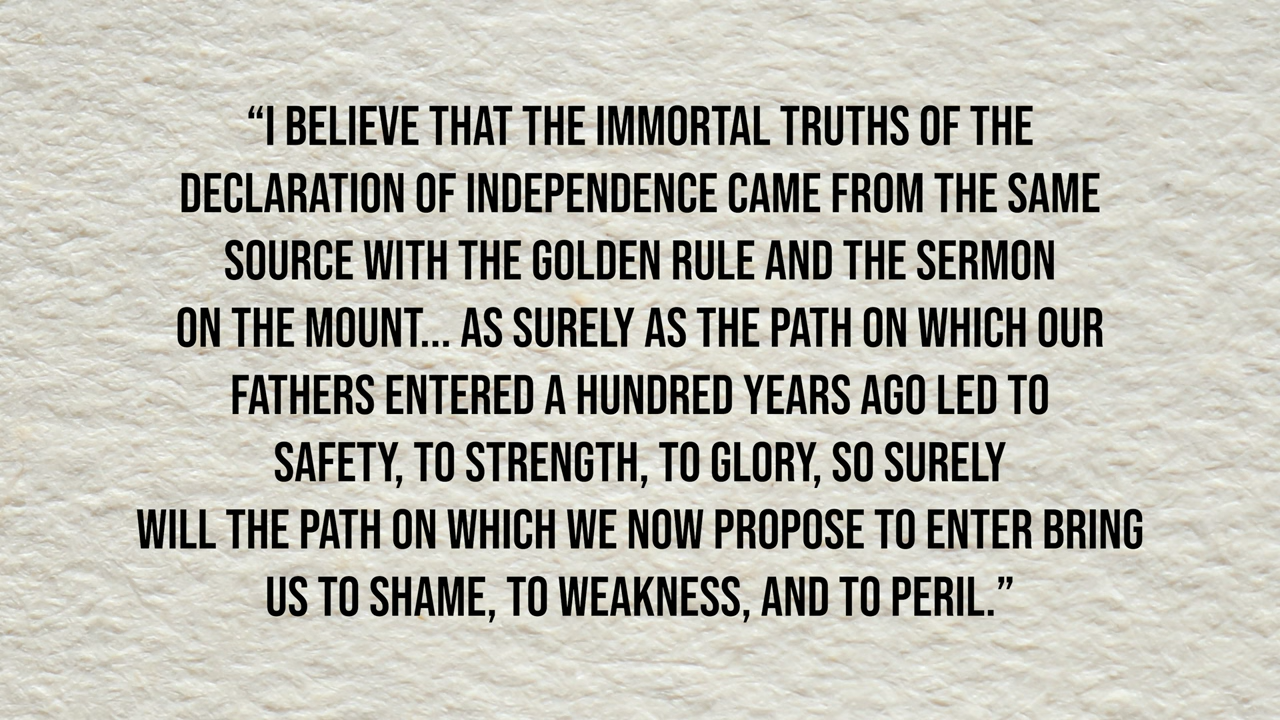 “I BELIEVE THAT THE IMMORTAL TRUTHS OF THE
DECLARATION OF INDEPENDENCE CAME FROM THE SAME
SOURCE WITH THE GOLDEN RULE AND THE SERMON
ON THE MOUNT... AS SURELY AS THE PATH ON WHICH OUR
FATHERS ENTERED A HUNDRED YEARS AGO LED TO
SAFETY, TO STRENGTH, TO GLORY, SO SURELY
WILL THE PATH ON WHICH WE NOW PROPOSE TO ENTER BRING
US TO SHAME, TO WEAKNESS, AND TO PERIL.”